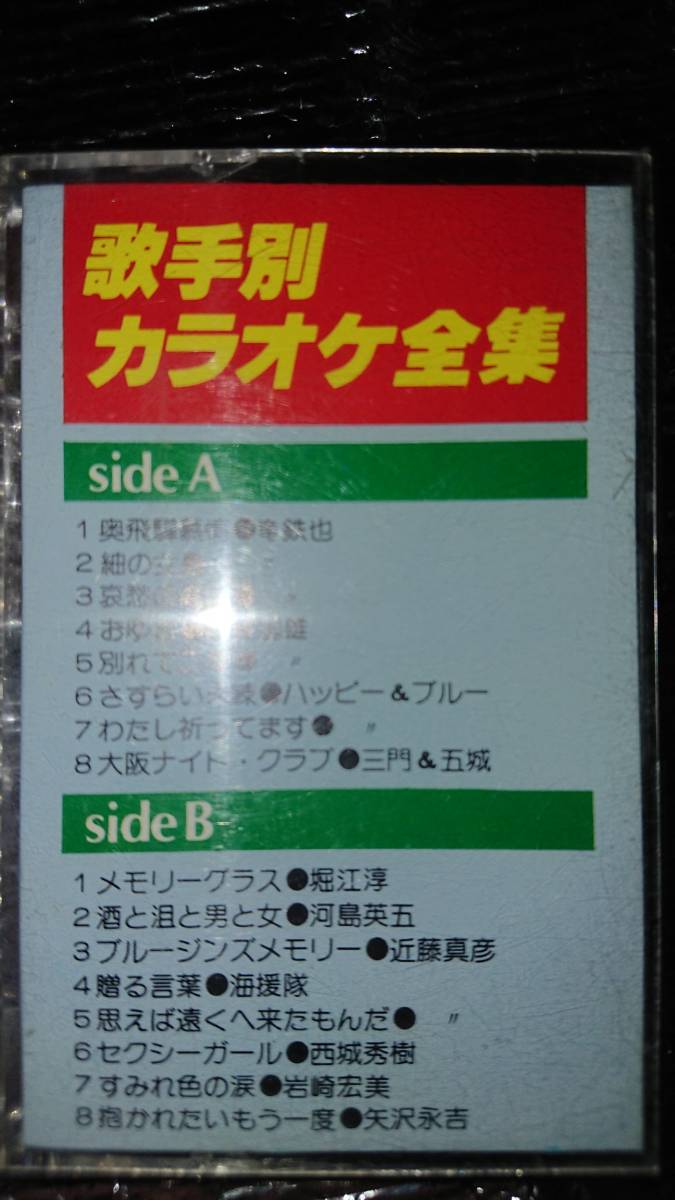 歌手別
カラオケ全集
side A
1 奥飛騨慕情●竜鉄也
2 紬の 〃
3 哀愁 〃
4 おゆき 雄
5 別れて 〃
6 さすらい ●ハッピー&ブルー
7 わたし祈ってます● 〃
8 大阪ナイト・クラブ●三門&五城
side B
1 メモリーグラス●堀江淳
2 酒と沮と男と女●河島英五
3 ブルージンズメモリー●近藤真彦
4 贈る言葉●海援隊
5 思えば遠くへ来たもんだ● 〃
6 セクシーガール●西城秀樹
7 すみれ色の涙●岩崎宏美
8 抱かれたいもう一度●矢沢永吉